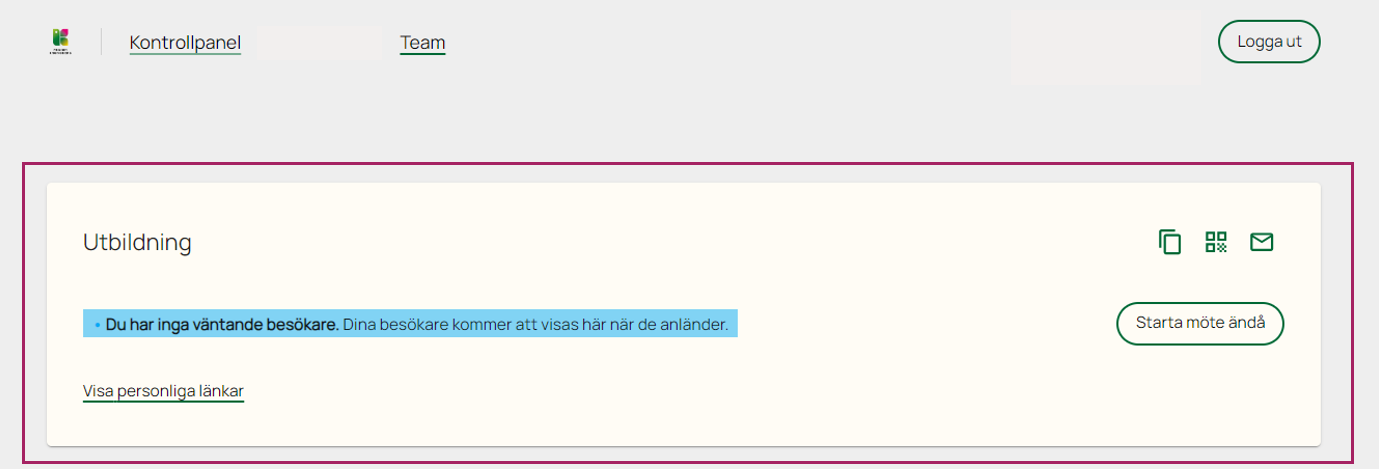 Kontrollpanel Team Logga ut
Utbildning
• Du har inga väntande besökare. Dina besökare kommer att visas här när de anländer.
Starta möte ändå
Visa personliga länkar